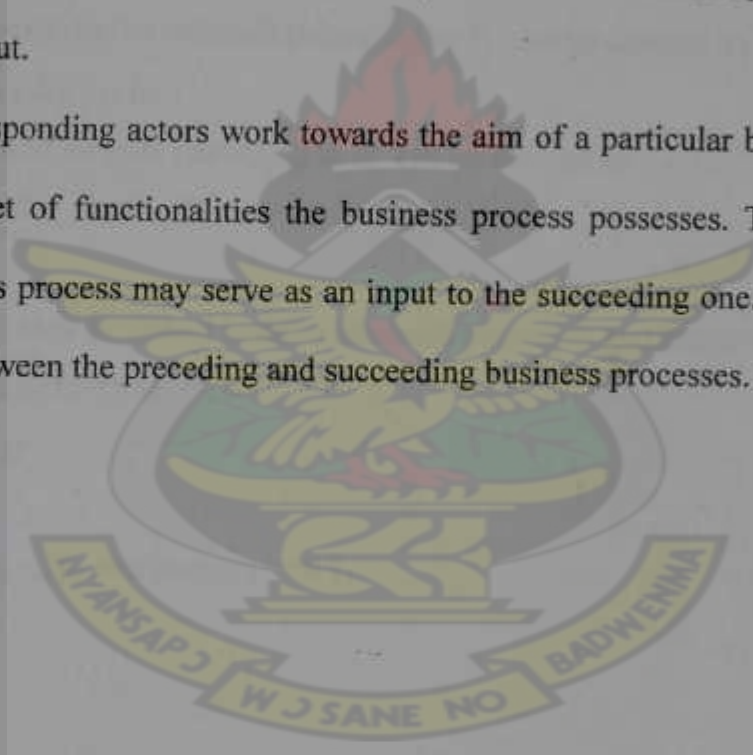 ut.
sponding actors work towards the aim of a particular b
et of functionalities the business process possesses. T
s process may serve as an input to the succeeding one
ween the preceding and succeeding business processes.
NYANSAPƆ
WƆSANE NO
BADWENMA